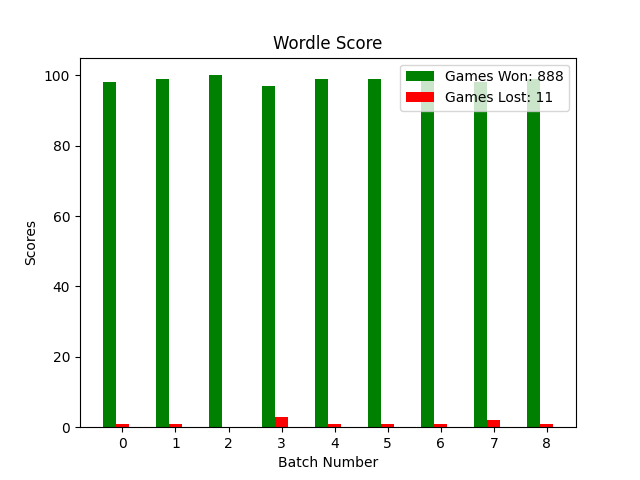 Wordle Score
Games Won: 888
Games Lost: 11
100
80
60
40
20
0
Scores
0 1 2 3 4 5 6 7 8
Batch Number